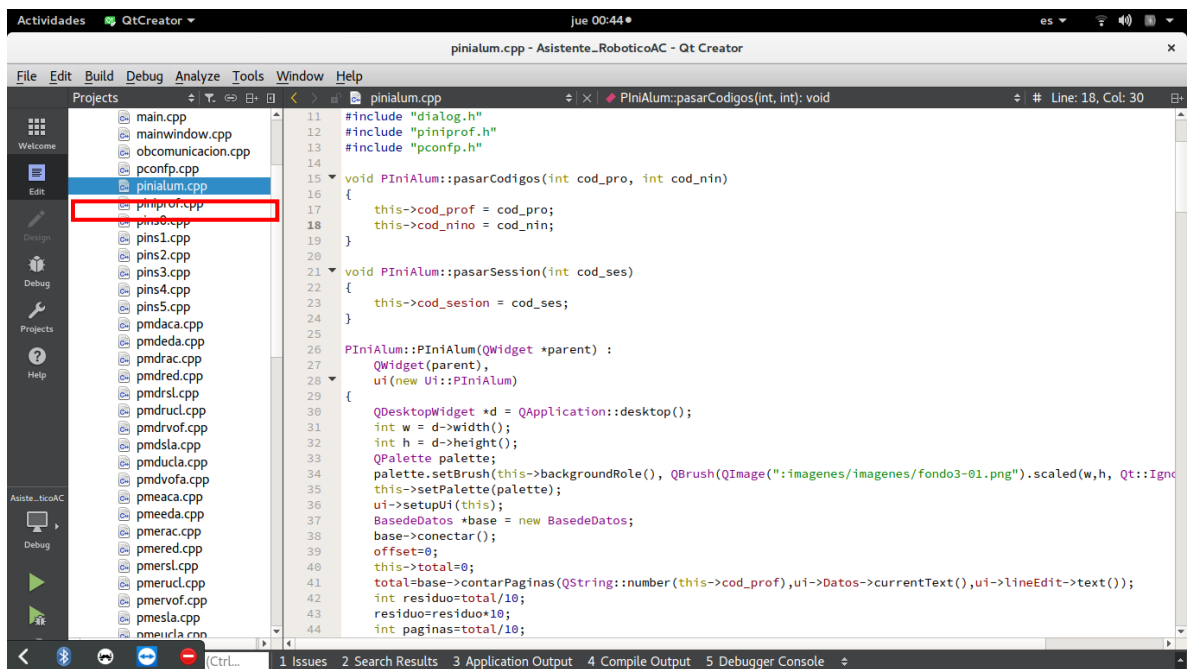 Actividades QtCreator jue 00:44 es
pinialum.cpp - Asistente_RoboticoAC - Qt Creator ×
File Edit Build Debug Analyze Tools Window Help
Projects pinialum.cpp PIniAlum::pasarCodigos(int, int): void # Line: 18, Col: 30
Welcome
Edit
Design
Debug
Projects
Help
Asiste...ticoAC
Debug
main.cpp
mainwindow.cpp
obcomunicacion.cpp
pconfp.cpp
pinialum.cpp
piniprof.cpp
pins0.cpp
pins1.cpp
pins2.cpp
pins3.cpp
pins4.cpp
pins5.cpp
pmdaca.cpp
pmdeda.cpp
pmdrac.cpp
pmdred.cpp
pmdrsl.cpp
pmdrucl.cpp
pmdrvof.cpp
pmdsla.cpp
pmducla.cpp
pmdvofa.cpp
pmeaca.cpp
pmeeda.cpp
pmerac.cpp
pmered.cpp
pmersl.cpp
pmerucl.cpp
pmervof.cpp
pmesla.cpp
pmeucla.cpp
11 #include "dialog.h"
12 #include "piniprof.h"
13 #include "pconfp.h"
14
15 void PIniAlum::pasarCodigos(int cod_pro, int cod_nin)
16 {
17 this->cod_prof = cod_pro;
18 this->cod_nino = cod_nin;
19 }
20
21 void PIniAlum::pasarSession(int cod_ses)
22 {
23 this->cod_sesion = cod_ses;
24 }
25
26 PIniAlum::PIniAlum(QWidget *parent) :
27 QWidget(parent),
28 ui(new Ui::PIniAlum)
29 {
30 QDesktopWidget *d = QApplication::desktop();
31 int w = d->width();
32 int h = d->height();
33 QPalette palette;
34 palette.setBrush(this->backgroundRole(), QBrush(QImage(":imagenes/imagenes/fondo3-01.png").scaled(w,h, Qt::Igno
35 this->setPalette(palette);
36 ui->setupUi(this);
37 BasedeDatos *base = new BasedeDatos;
38 base->conectar();
39 offset=0;
40 this->total=0;
41 total=base->contarPaginas(QString::number(this->cod_prof),ui->Datos->currentText(),ui->lineEdit->text());
42 int residuo=total/10;
43 residuo=residuo*10;
44 int paginas=total/10;
(Ctrl... 1 Issues 2 Search Results 3 Application Output 4 Compile Output 5 Debugger Console